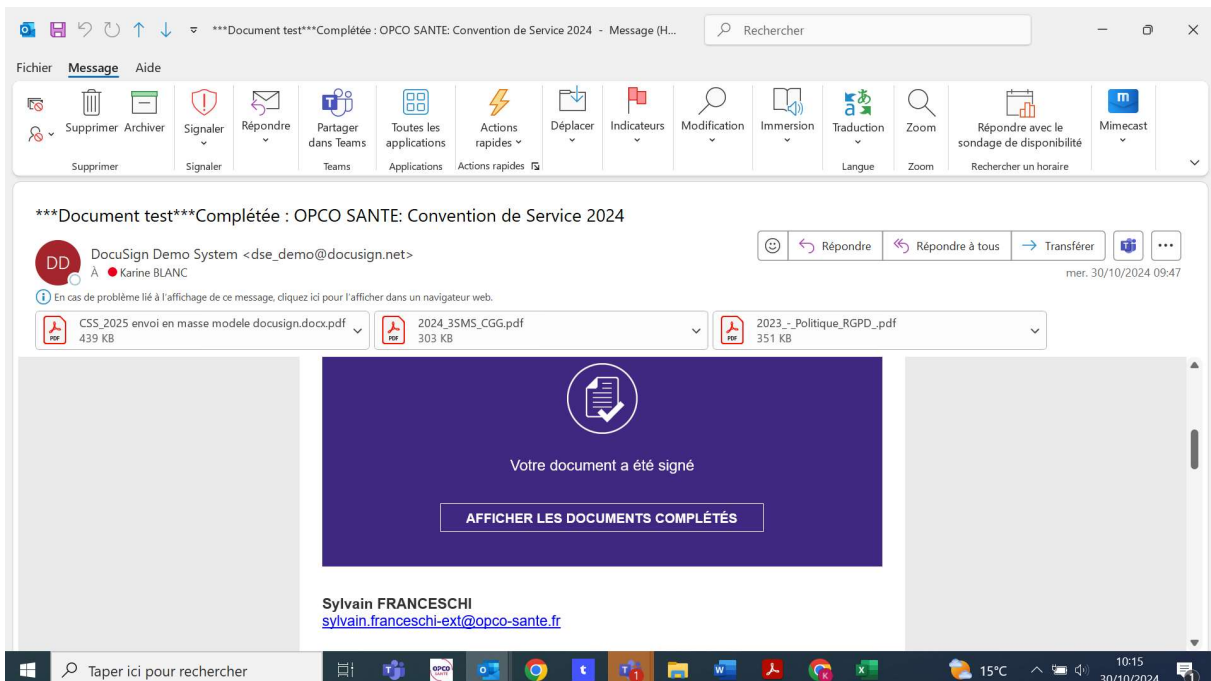 ***Document test***Complétée : OPCO SANTE: Convention de Service 2024 - Message (H...
Rechercher
Fichier Message Aide
Supprimer Archiver Signaler Répondre Partager dans Teams Toutes les applications Actions rapides Déplacer Indicateurs Modification Immersion Traduction Zoom Répondre avec le sondage de disponibilité Mimecast
Supprimer Signaler Teams Applications Actions rapides Langue Zoom Rechercher un horaire
***Document test***Complétée : OPCO SANTE: Convention de Service 2024
DD
DocuSign Demo System <dse_demo@docusign.net>
À Karine BLANC
Répondre Répondre à tous Transférer
mer. 30/10/2024 09:47
En cas de problème lié à l'affichage de ce message, cliquez ici pour l'afficher dans un navigateur web.
CSS_2025 envoi en masse modele docusign.docx.pdf
439 KB
2024_3SMS_CGG.pdf
303 KB
2023_-_Politique_RGPD_.pdf
351 KB
Votre document a été signé
AFFICHER LES DOCUMENTS COMPLÉTÉS
Sylvain FRANCESCHI
sylvain.franceschi-ext@opco-sante.fr
Taper ici pour rechercher
15°C
10:15
30/10/2024